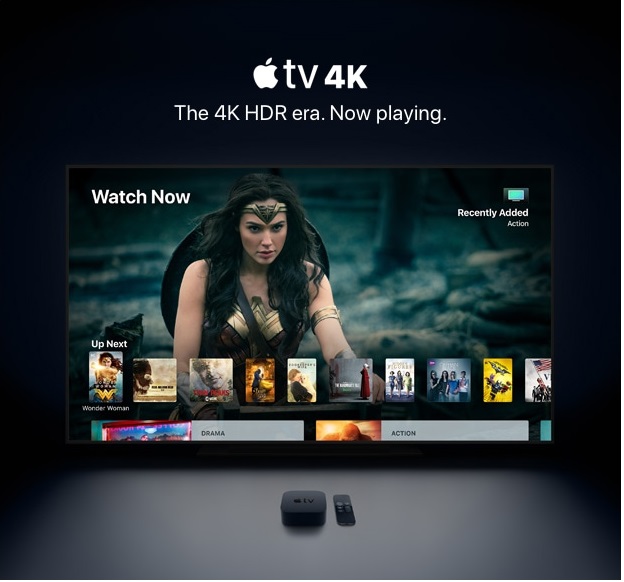 tv 4K
The 4K HDR era. Now playing.
Watch Now
Recently Added
Action
Up Next
Wonder Woman
DRAMA
ACTION
tv